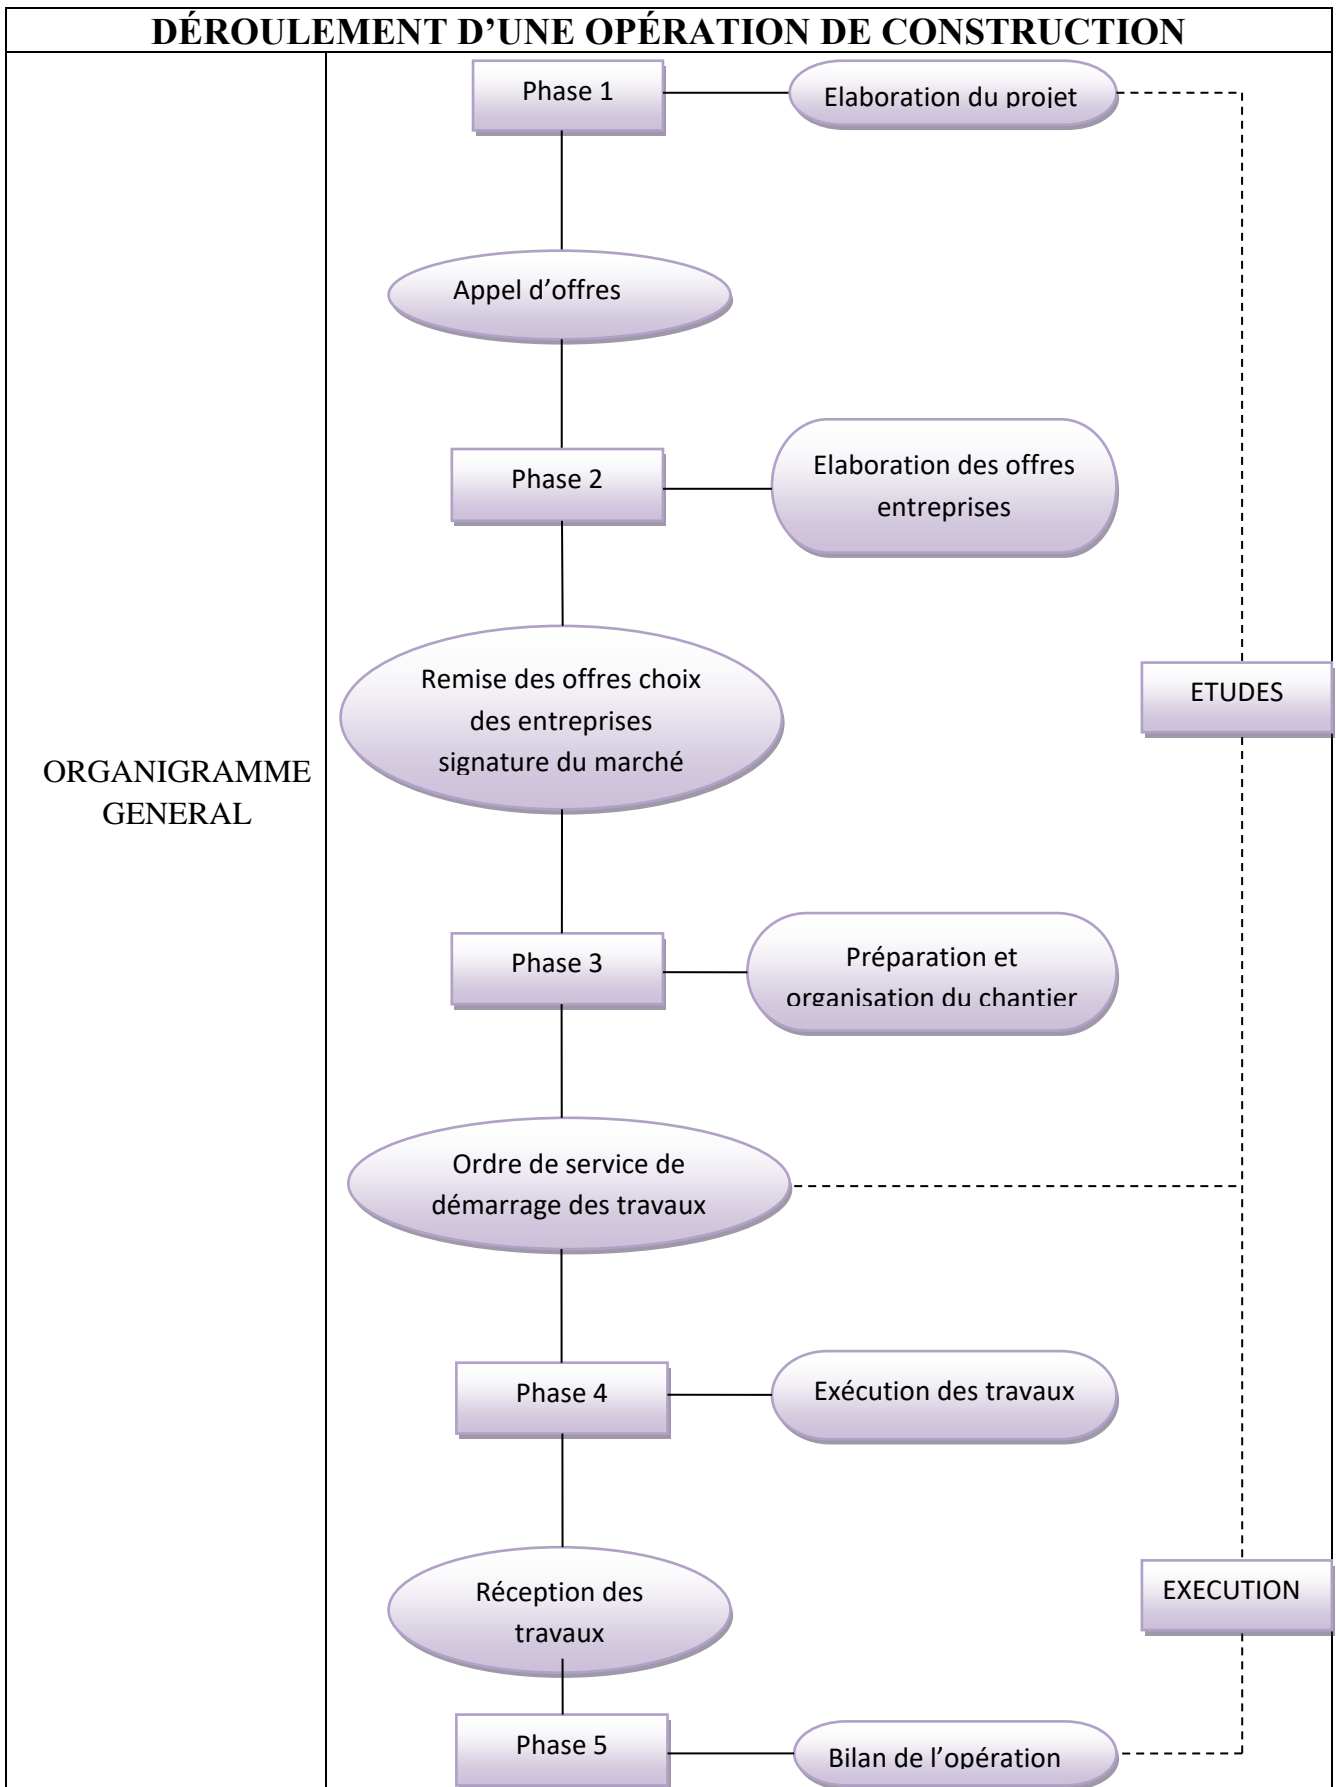 DÉROULEMENT D’UNE OPÉRATION DE CONSTRUCTION
Phase 1
Elaboration du projet
Appel d’offres
Phase 2
Elaboration des offres
entreprises
Remise des offres choix
des entreprises
signature du marché
ETUDES
ORGANIGRAMME
GENERAL
Phase 3
Préparation et
organisation du chantier
Ordre de service de
démarrage des travaux
Phase 4
Exécution des travaux
Réception des
travaux
EXECUTION
Phase 5
Bilan de l’opération